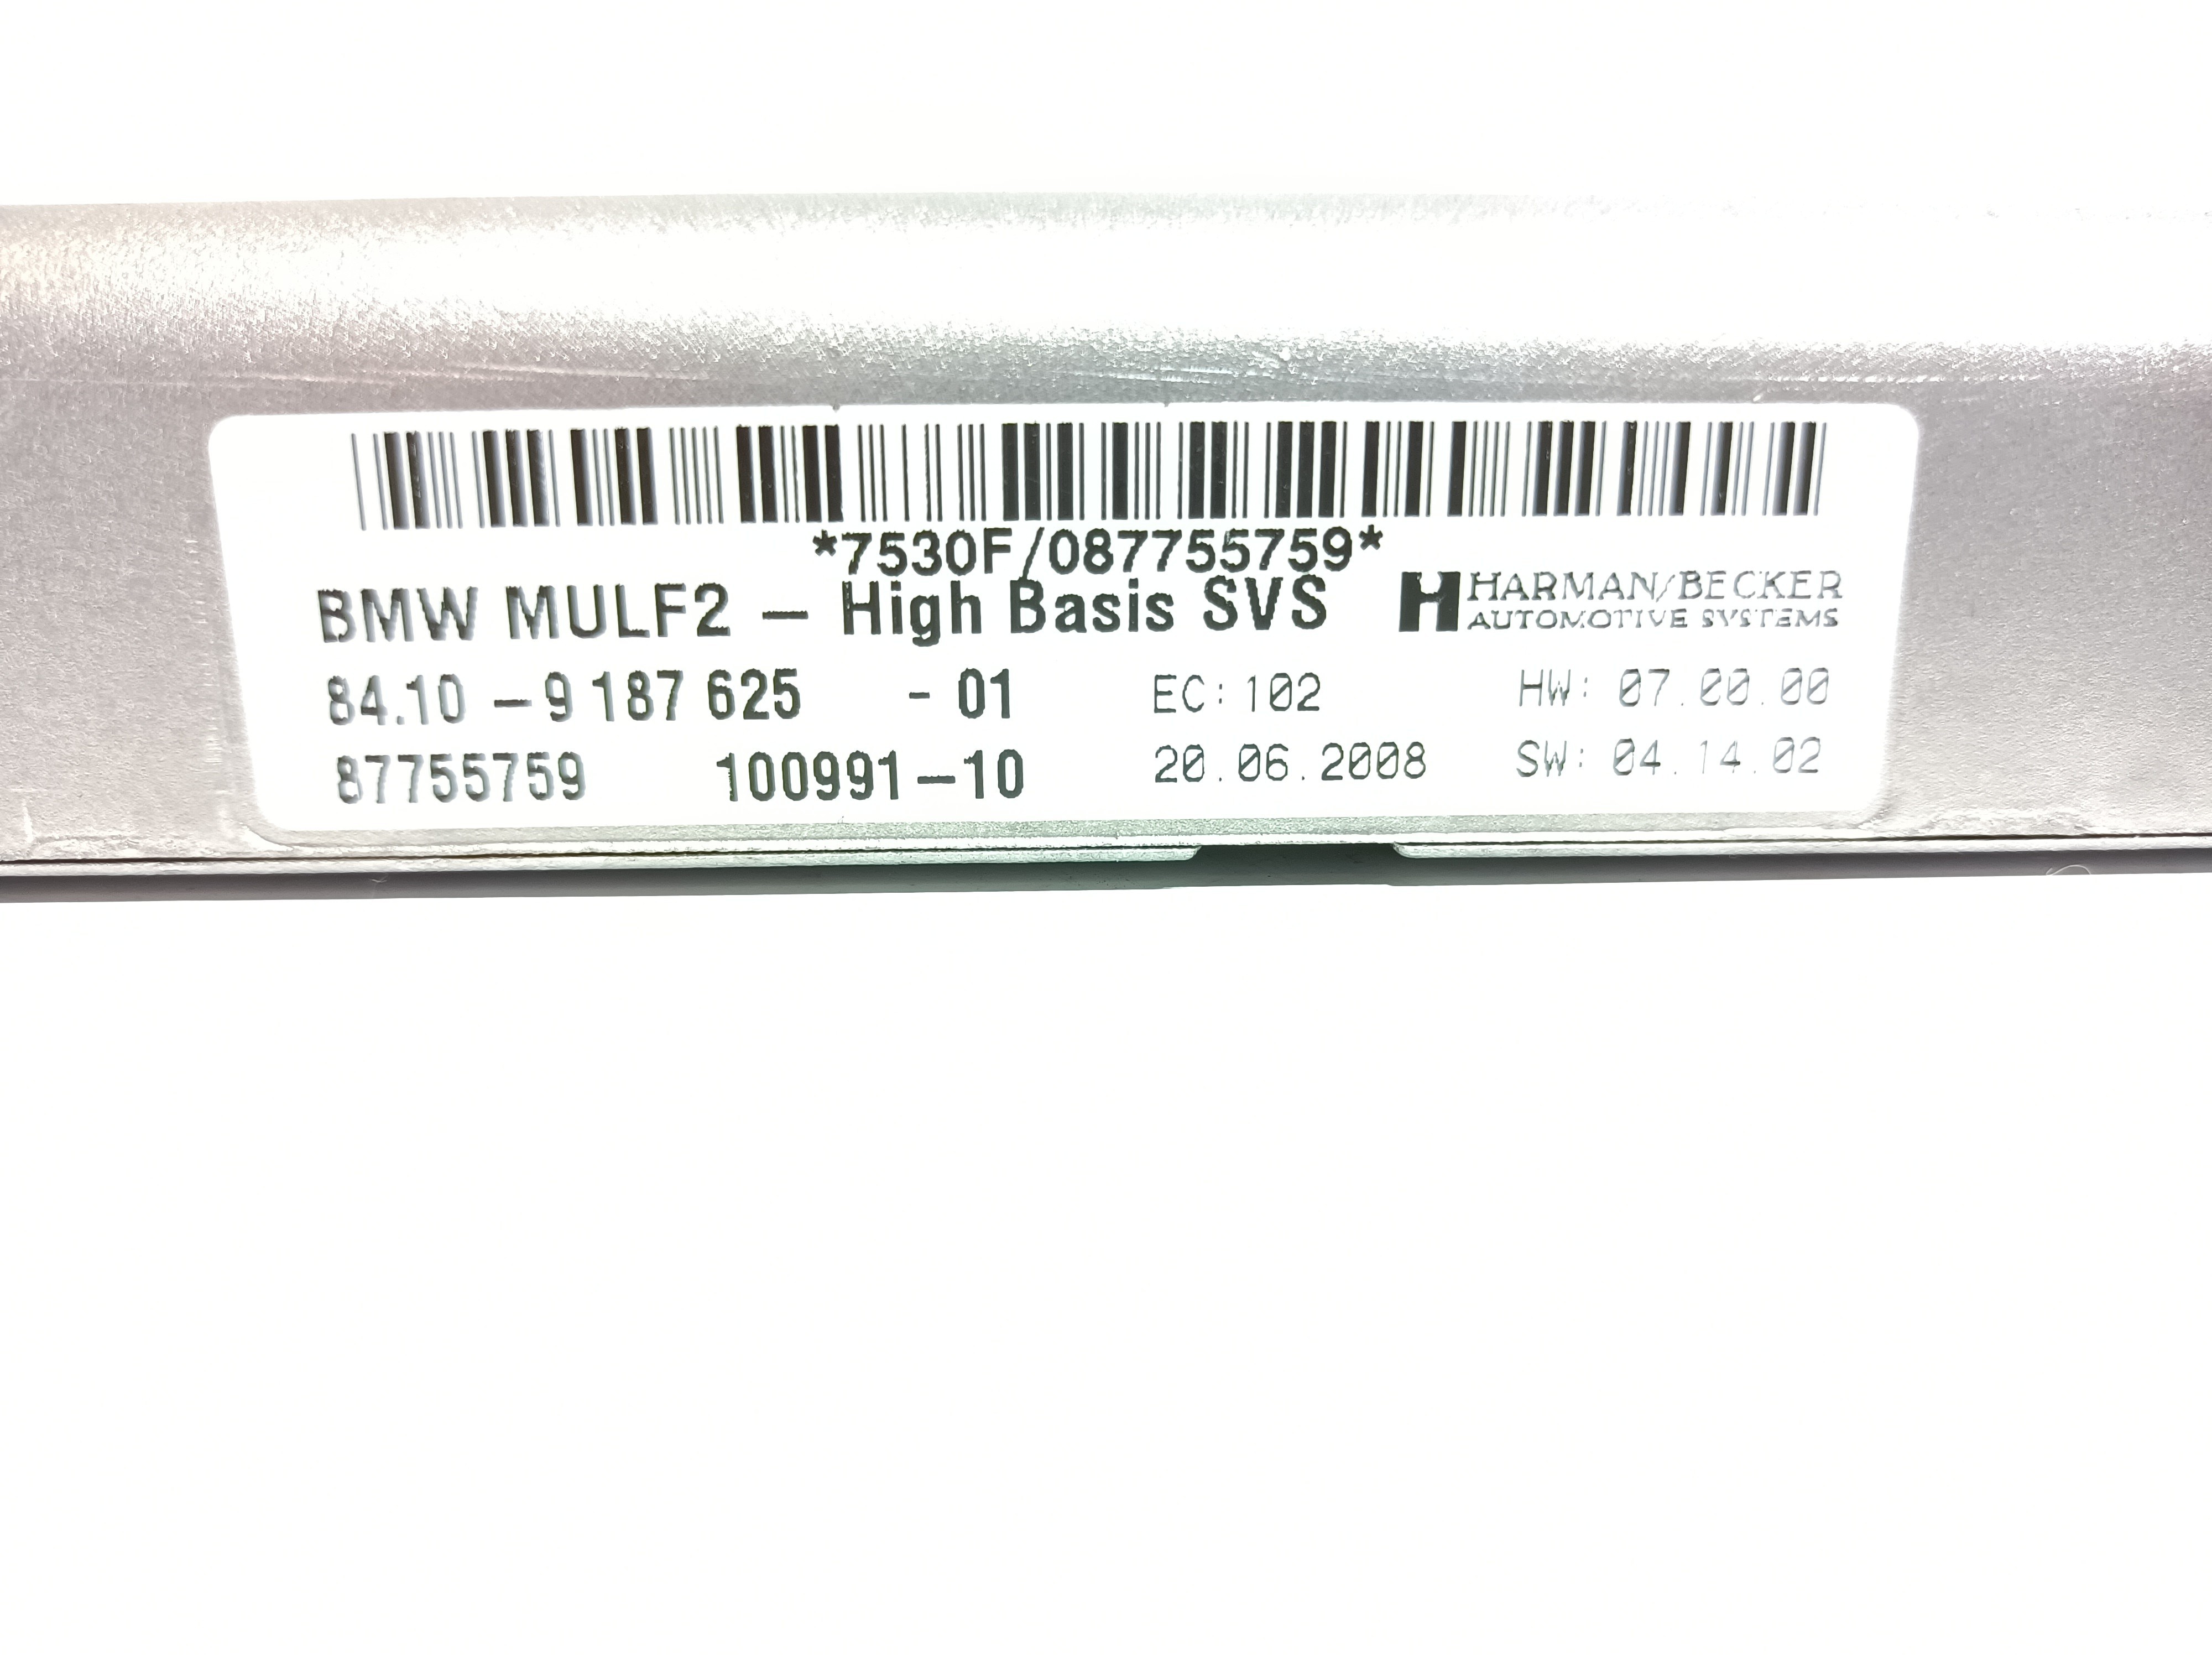 *7530F/087755759*
BMW MULF2 – High Basis SVS
HARMAN/BECKER
AUTOMOTIVE SYSTEMS
84.10 – 9 187 625 - 01 EC: 102 HW: 07.00.00
87755759 100991–10 20.06.2008 SW: 04.14.02